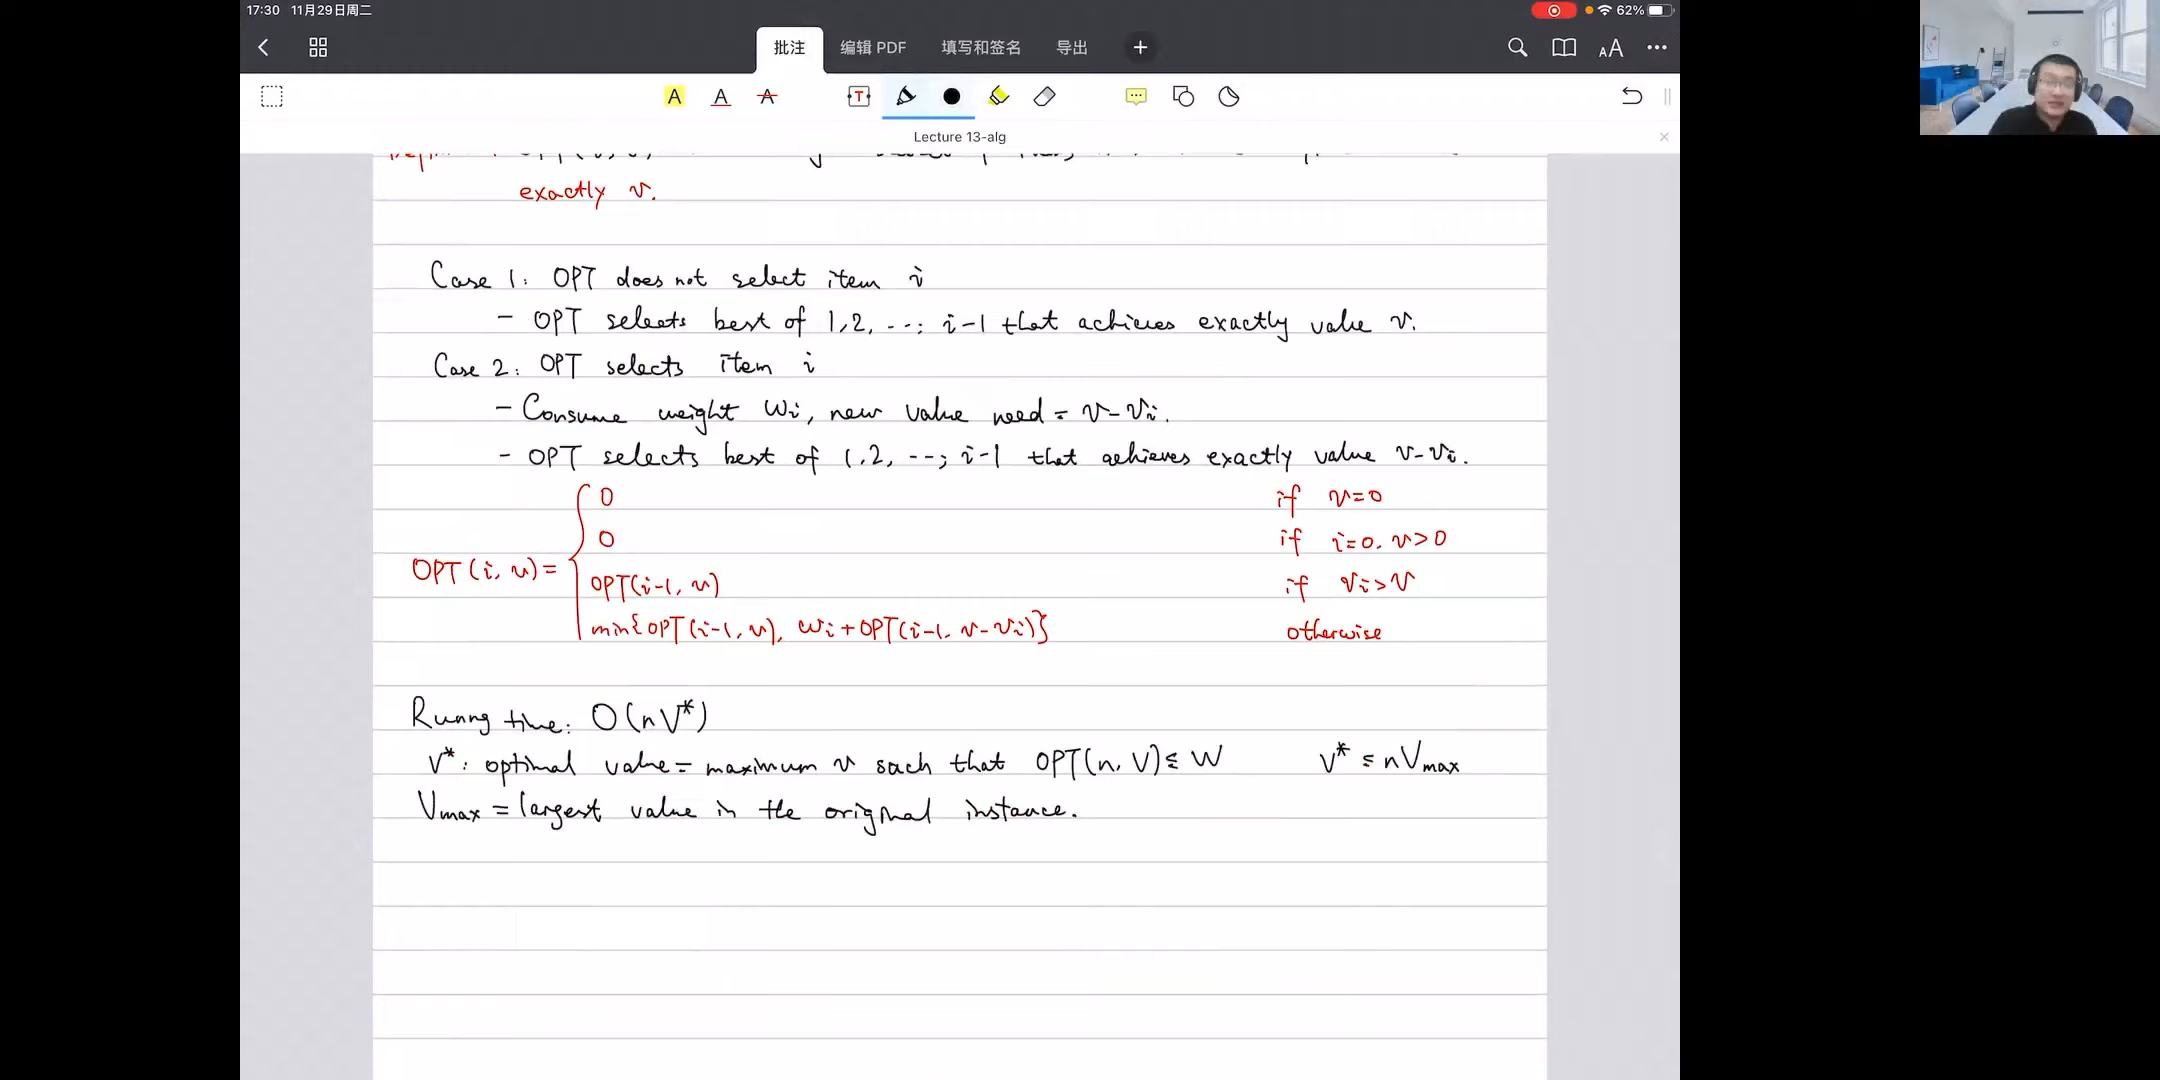 17:30 11月29日周二
62%
批注 编辑 PDF 填写和签名 导出
Lecture 13-alg
exactly v.
Case 1: OPT does not select item i
- OPT selects best of 1,2, ..., i-1 that achieves exactly value v.
Case 2: OPT selects item i
- Consume weight wi, new value need = v-vi.
- OPT selects best of 1,2, ..., i-1 that achieves exactly value v-vi.
OPT(i, v) =
0 if v=0
0 if i=0, v>0
OPT(i-1, v) if vi>v
min{OPT(i-1, v), wi+OPT(i-1, v-vi)} otherwise
Runng time: O(nV*)
V*: optimal value = maximum v such that OPT(n, V) ≤ W V* ≤ nVmax
Vmax = largest value in the original instance.